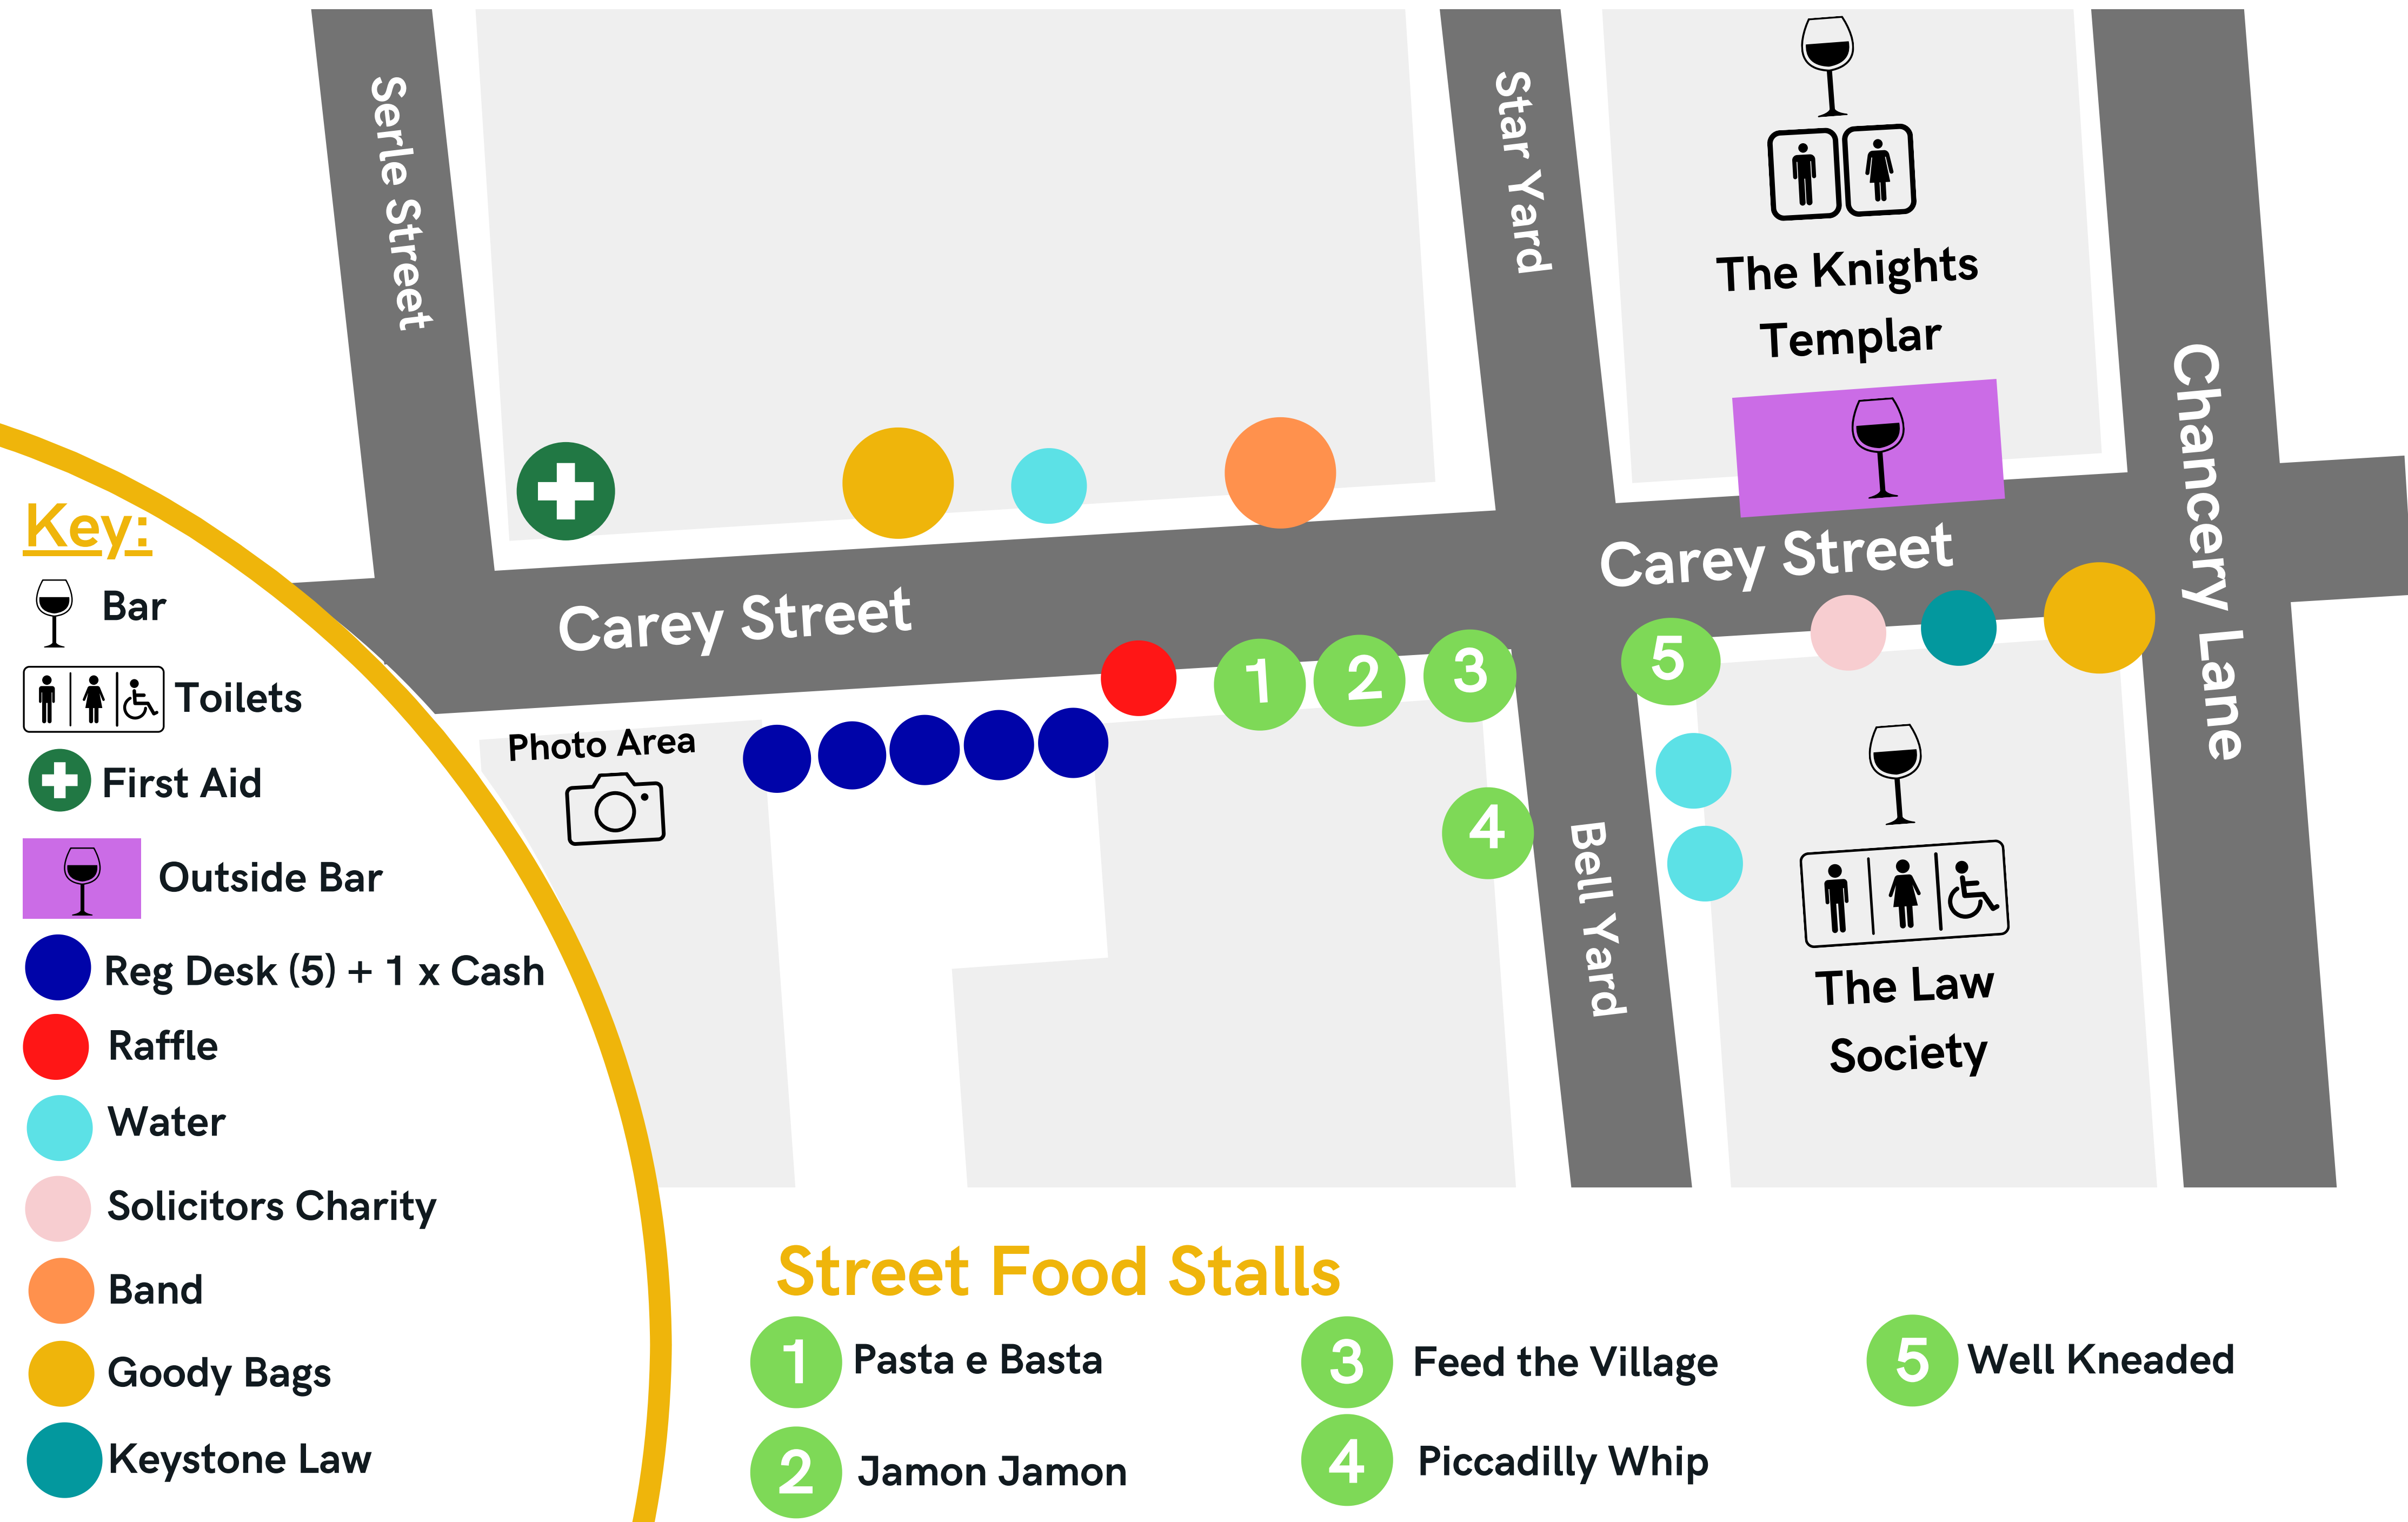 Serle Street
Star Yard
The Knights
Templar
Chancery Lane
Carey Street
Carey Street
Photo Area
1
2
3
5
4
Bell Yard
The Law
Society
Key:
Bar
Toilets
First Aid
Outside Bar
Reg Desk (5) + 1 x Cash
Raffle
Water
Solicitors Charity
Band
Goody Bags
Keystone Law
Street Food Stalls
1 Pasta e Basta
2 Jamon Jamon
3 Feed the Village
4 Piccadilly Whip
5 Well Kneaded